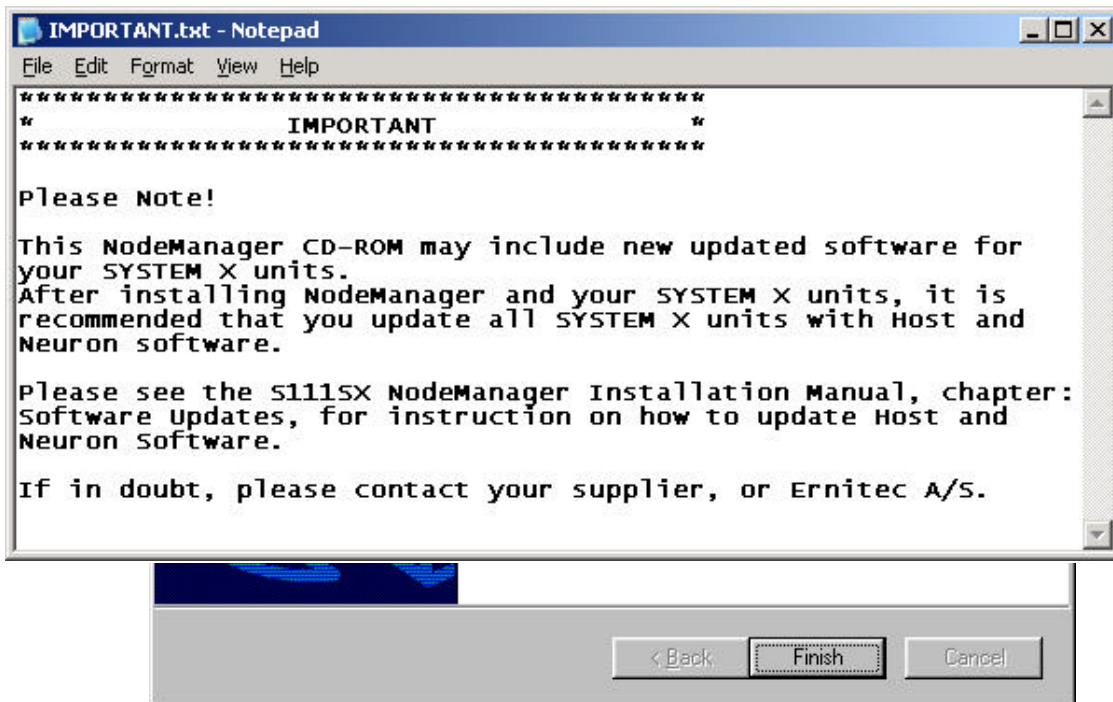 IMPORTANT.txt - Notepad
File Edit Format View Help
*****************************************
* IMPORTANT *
*****************************************
Please Note!
This NodeManager CD-ROM may include new updated software for
your SYSTEM X units.
After installing NodeManager and your SYSTEM X units, it is
recommended that you update all SYSTEM X units with Host and
Neuron software.
Please see the S111SX NodeManager Installation Manual, chapter:
Software Updates, for instruction on how to update Host and
Neuron Software.
If in doubt, please contact your supplier, or Ernitec A/S.
< Back Finish Cancel